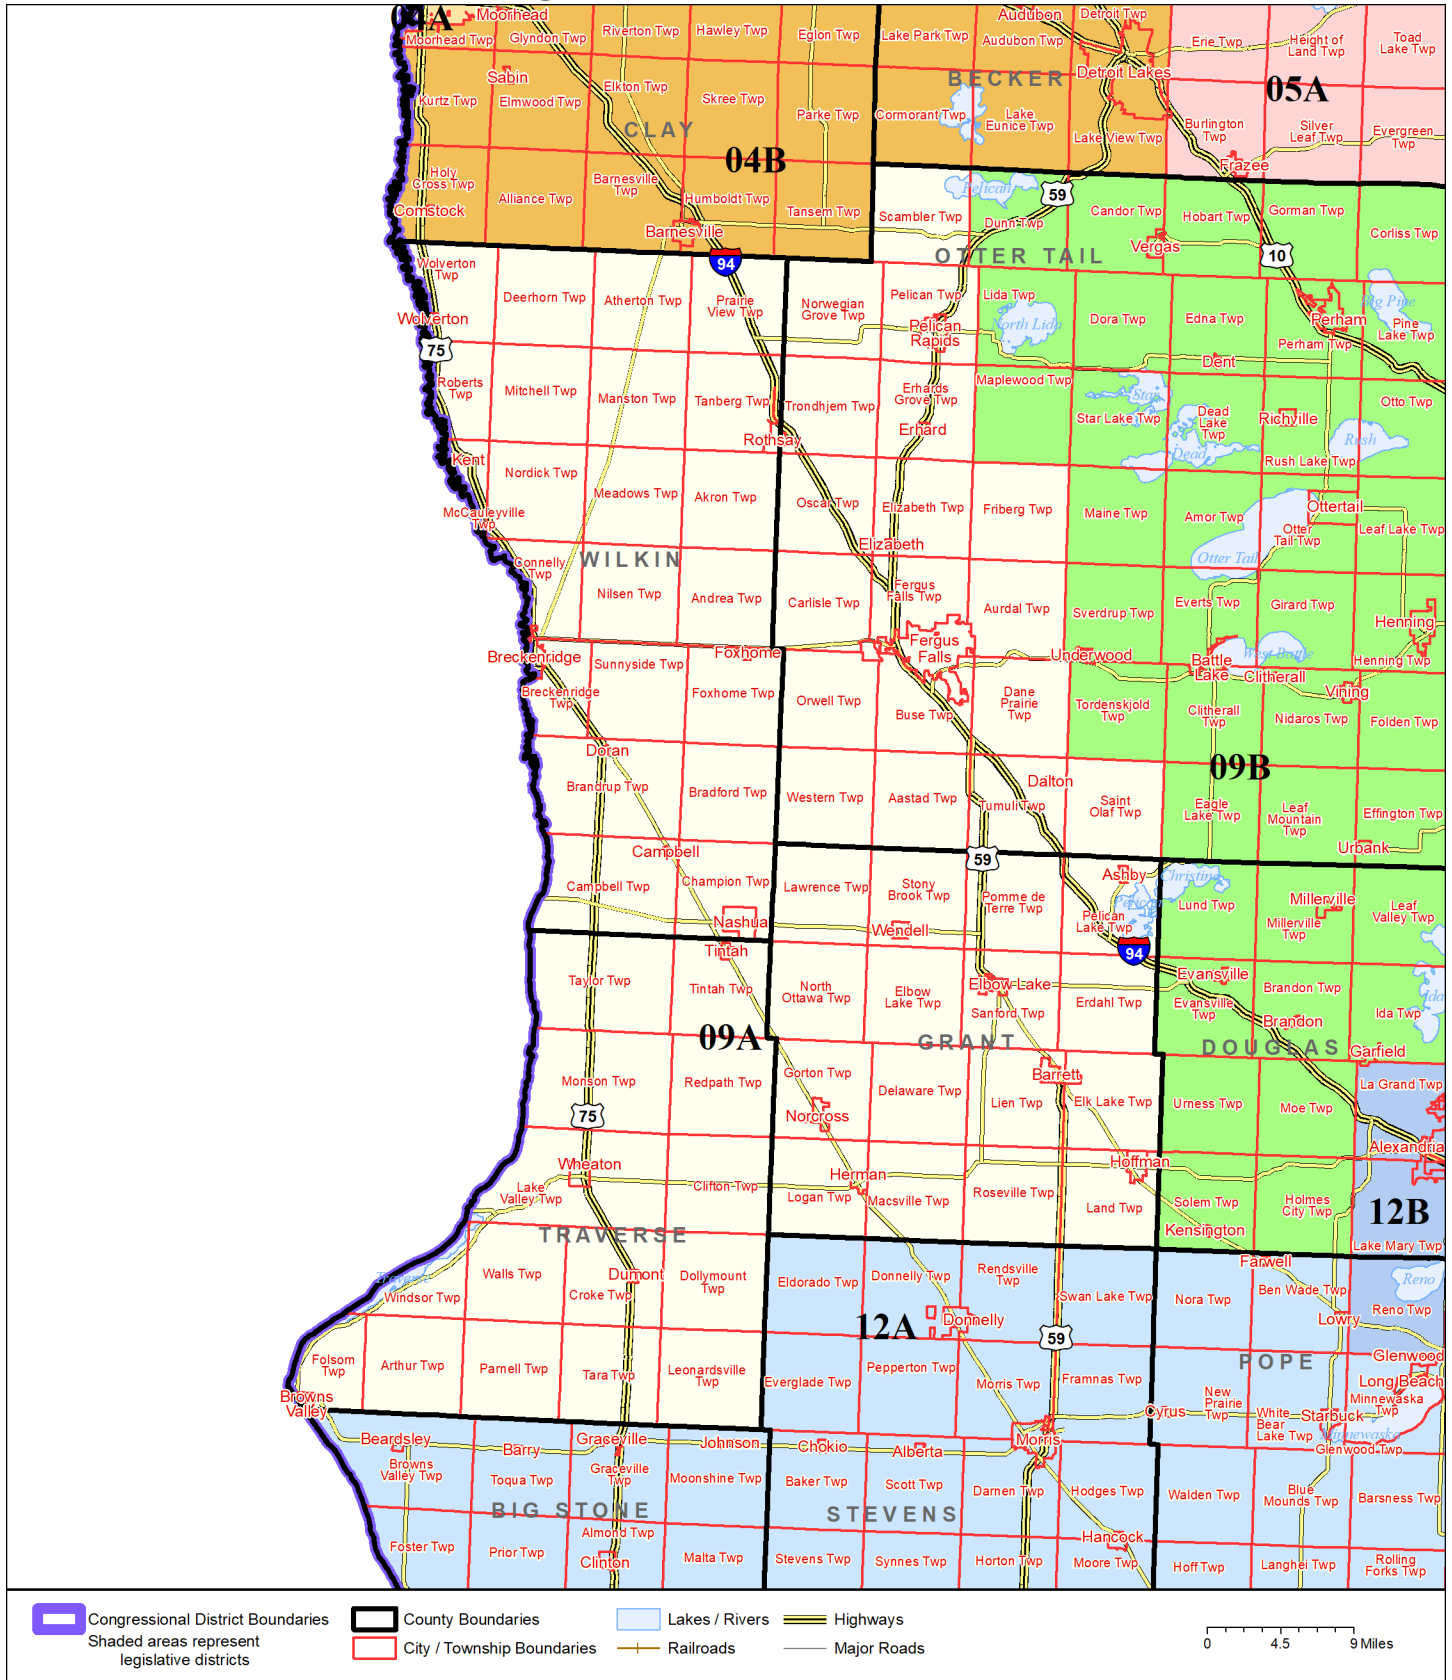 04A
Moorhead
Audubon
Detroit Twp
Moorhead Twp
Glyndon Twp
Riverton Twp
Hawley Twp
Eglon Twp
Lake Park Twp
Audubon Twp
Erie Twp
Height of
Land Twp
Toad
Lake Twp
Sabin
BECKER
Detroit Lakes
05A
Kurtz Twp
Elmwood Twp
Elkton Twp
Skree Twp
Parke Twp
Cormorant Twp
Lake
Eunice Twp
Lake View Twp
Burlington
Twp
Silver
Leaf Twp
Evergreen
Twp
CLAY
04B
Frazee
Holy
Cross Twp
Alliance Twp
Barnesville
Twp
Humboldt Twp
Tansem Twp
Pelican
59
Comstock
Barnesville
Scambler Twp
Dunn Twp
Candor Twp
Hobart Twp
Gorman Twp
Corliss Twp
Vergas
OTTER TAIL
10
94
Wolverton
Twp
Deerhorn Twp
Atherton Twp
Prairie
View Twp
Norwegian
Grove Twp
Pelican Twp
Lida Twp
North Lida
Dora Twp
Edna Twp
Perham
Big Pine
Pine
Lake Twp
Wolverton
Pelican
Rapids
Perham Twp
75
Dent
Roberts
Twp
Mitchell Twp
Manston Twp
Tanberg Twp
Trondhjem Twp
Erhards
Grove Twp
Maplewood Twp
Star
Star Lake Twp
Dead
Lake
Twp
Richville
Otto Twp
Rothsay
Erhard
Rush
Dead
Rush Lake Twp
Kent
Nordick Twp
Meadows Twp
Akron Twp
Oscar Twp
Elizabeth Twp
Friberg Twp
Maine Twp
Amor Twp
Ottertail
Otter
Tail Twp
Leaf Lake Twp
McCauleyville
Twp
Elizabeth
Otter Tail
Connelly
Twp
WILKIN
Nilsen Twp
Andrea Twp
Carlisle Twp
Fergus
Falls Twp
Aurdal Twp
Sverdrup Twp
Everts Twp
Girard Twp
Henning
Breckenridge
Sunnyside Twp
Foxhome
Fergus
Falls
Underwood
Battle
Lake
West Battle
Clitherall
Henning Twp
Breckenridge
Twp
Foxhome Twp
Orwell Twp
Buse Twp
Dane
Prairie
Twp
Tordenskjold
Twp
Clitherall
Twp
Vining
Nidaros Twp
Folden Twp
Doran
09B
Brandrup Twp
Bradford Twp
Western Twp
Aastad Twp
Dalton
Tumuli Twp
Saint
Olaf Twp
Eagle
Lake Twp
Leaf
Mountain
Twp
Effington Twp
Urbank
Campbell
59
Campbell Twp
Champion Twp
Lawrence Twp
Stony
Brook Twp
Pomme de
Terre Twp
Ashby
Christina
Pelican
Pelican
Lake Twp
Lund Twp
Millerville
Millerville
Twp
Leaf
Valley Twp
Nashua
Wendell
Tintah
94
Taylor Twp
Tintah Twp
North
Ottawa Twp
Elbow
Lake Twp
Elbow Lake
Sanford Twp
Erdahl Twp
Evansville
Evansville
Twp
Brandon Twp
Brandon
Ida
Ida Twp
09A
GRANT
DOUGLAS
Garfield
Monson Twp
Redpath Twp
Gorton Twp
Delaware Twp
Barrett
Lien Twp
Elk Lake Twp
Urness Twp
Moe Twp
La Grand Twp
75
Norcross
Alexandria
Wheaton
Herman
Hoffman
Lake
Valley Twp
Clifton Twp
Logan Twp
Macsville Twp
Roseville Twp
Land Twp
Solem Twp
Holmes
City Twp
12B
TRAVERSE
Kensington
Lake Mary Twp
Traverse
Windsor Twp
Walls Twp
Dumont
Croke Twp
Dollymount
Twp
Eldorado Twp
Donnelly Twp
Rendsville
Twp
Swan Lake Twp
Farwell
Nora Twp
Ben Wade Twp
Reno
Reno Twp
12A
Donnelly
59
Lowry
Folsom
Twp
Arthur Twp
Parnell Twp
Tara Twp
Leonardsville
Twp
Everglade Twp
Pepperton Twp
Morris Twp
Framnas Twp
POPE
Glenwood
Long Beach
Browns
Valley
Cyrus
New
Prairie
Twp
White
Bear
Lake Twp
Starbuck
Minnewaska
Twp
Minnewaska
Glenwood Twp
Beardsley
Barry
Graceville
Johnson
Chokio
Alberta
Morris
Browns
Valley Twp
Toqua Twp
Graceville
Twp
Moonshine Twp
Baker Twp
Scott Twp
Darnen Twp
Hodges Twp
Walden Twp
Blue
Mounds Twp
Barsness Twp
BIG STONE
STEVENS
Foster Twp
Prior Twp
Almond Twp
Clinton
Malta Twp
Stevens Twp
Synnes Twp
Horton Twp
Hancock
Moore Twp
Hoff Twp
Langhei Twp
Rolling
Forks Twp
Congressional District Boundaries
County Boundaries
Lakes / Rivers
Highways
Shaded areas represent
legislative districts
City / Township Boundaries
Railroads
Major Roads
0 4.5 9 Miles